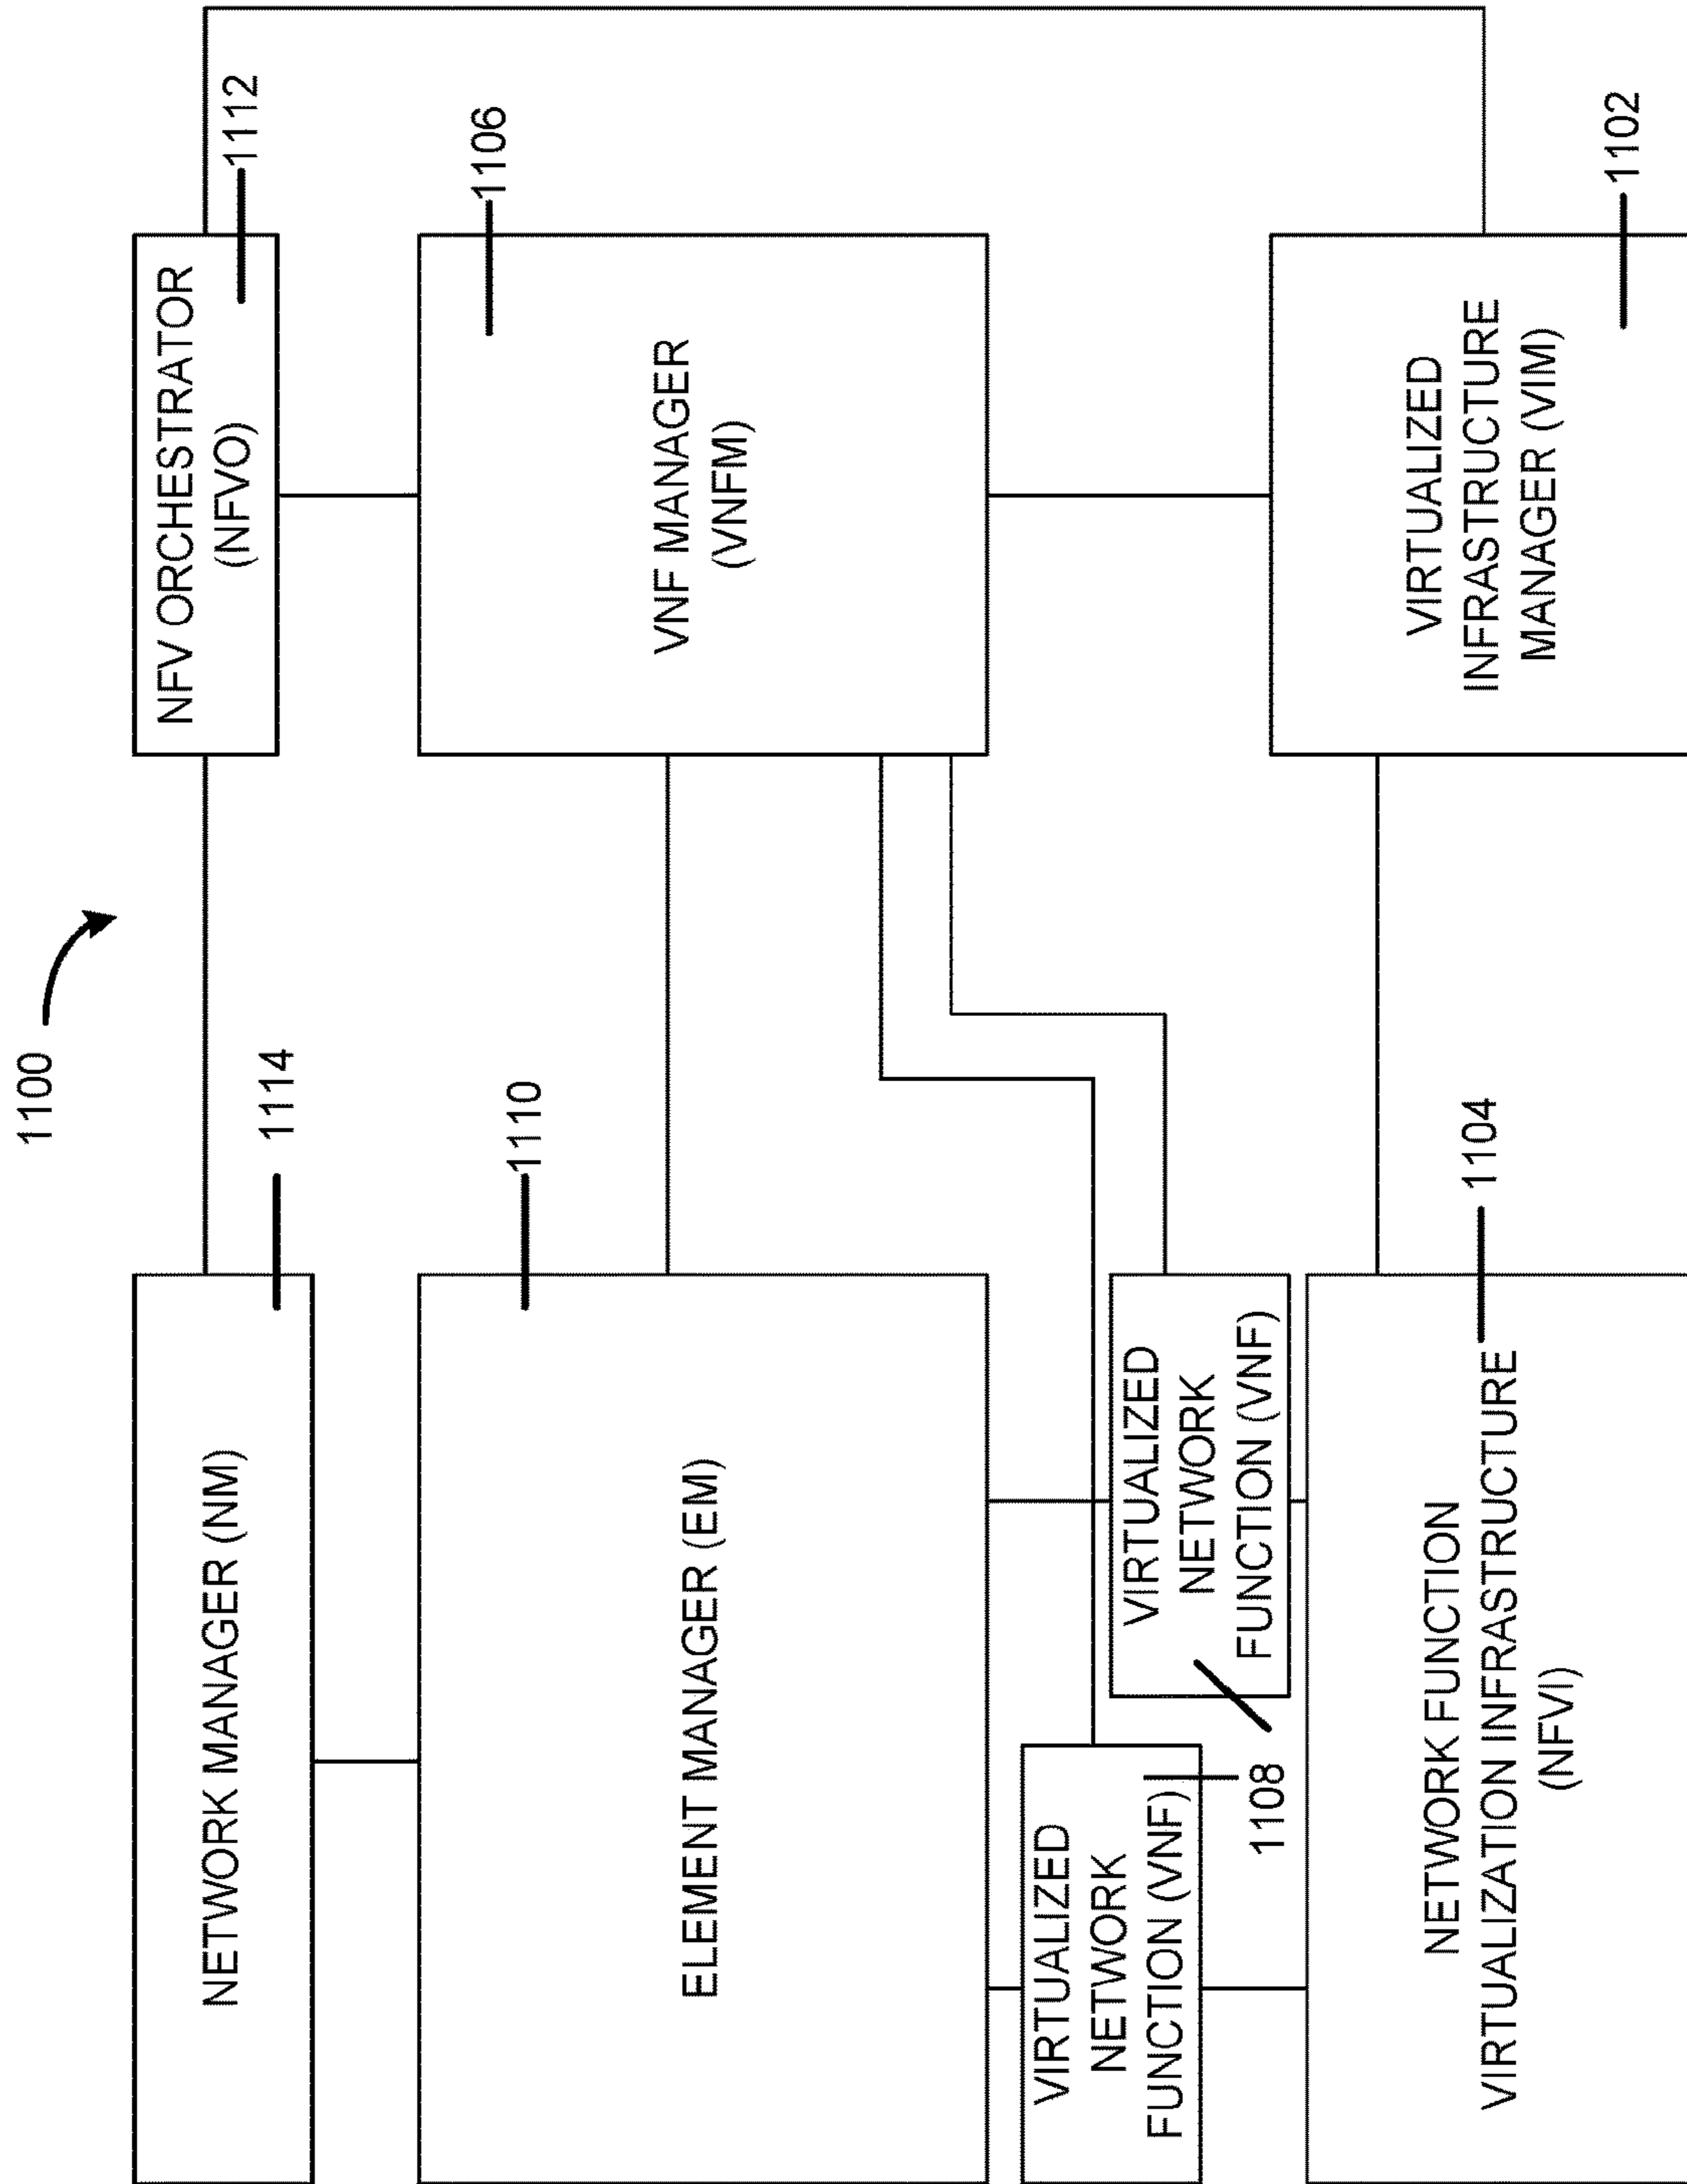 1100
NETWORK MANAGER (NM)
1114
NFV ORCHESTRATOR
(NFVO)
1112
ELEMENT MANAGER (EM)
1110
VNF MANAGER
(VNFM)
1106
VIRTUALIZED
NETWORK
FUNCTION (VNF)
1108
VIRTUALIZED
NETWORK
FUNCTION (VNF)
NETWORK FUNCTION
VIRTUALIZATION INFRASTRUCTURE
(NFVI)
1104
VIRTUALIZED
INFRASTRUCTURE
MANAGER (VIM)
1102